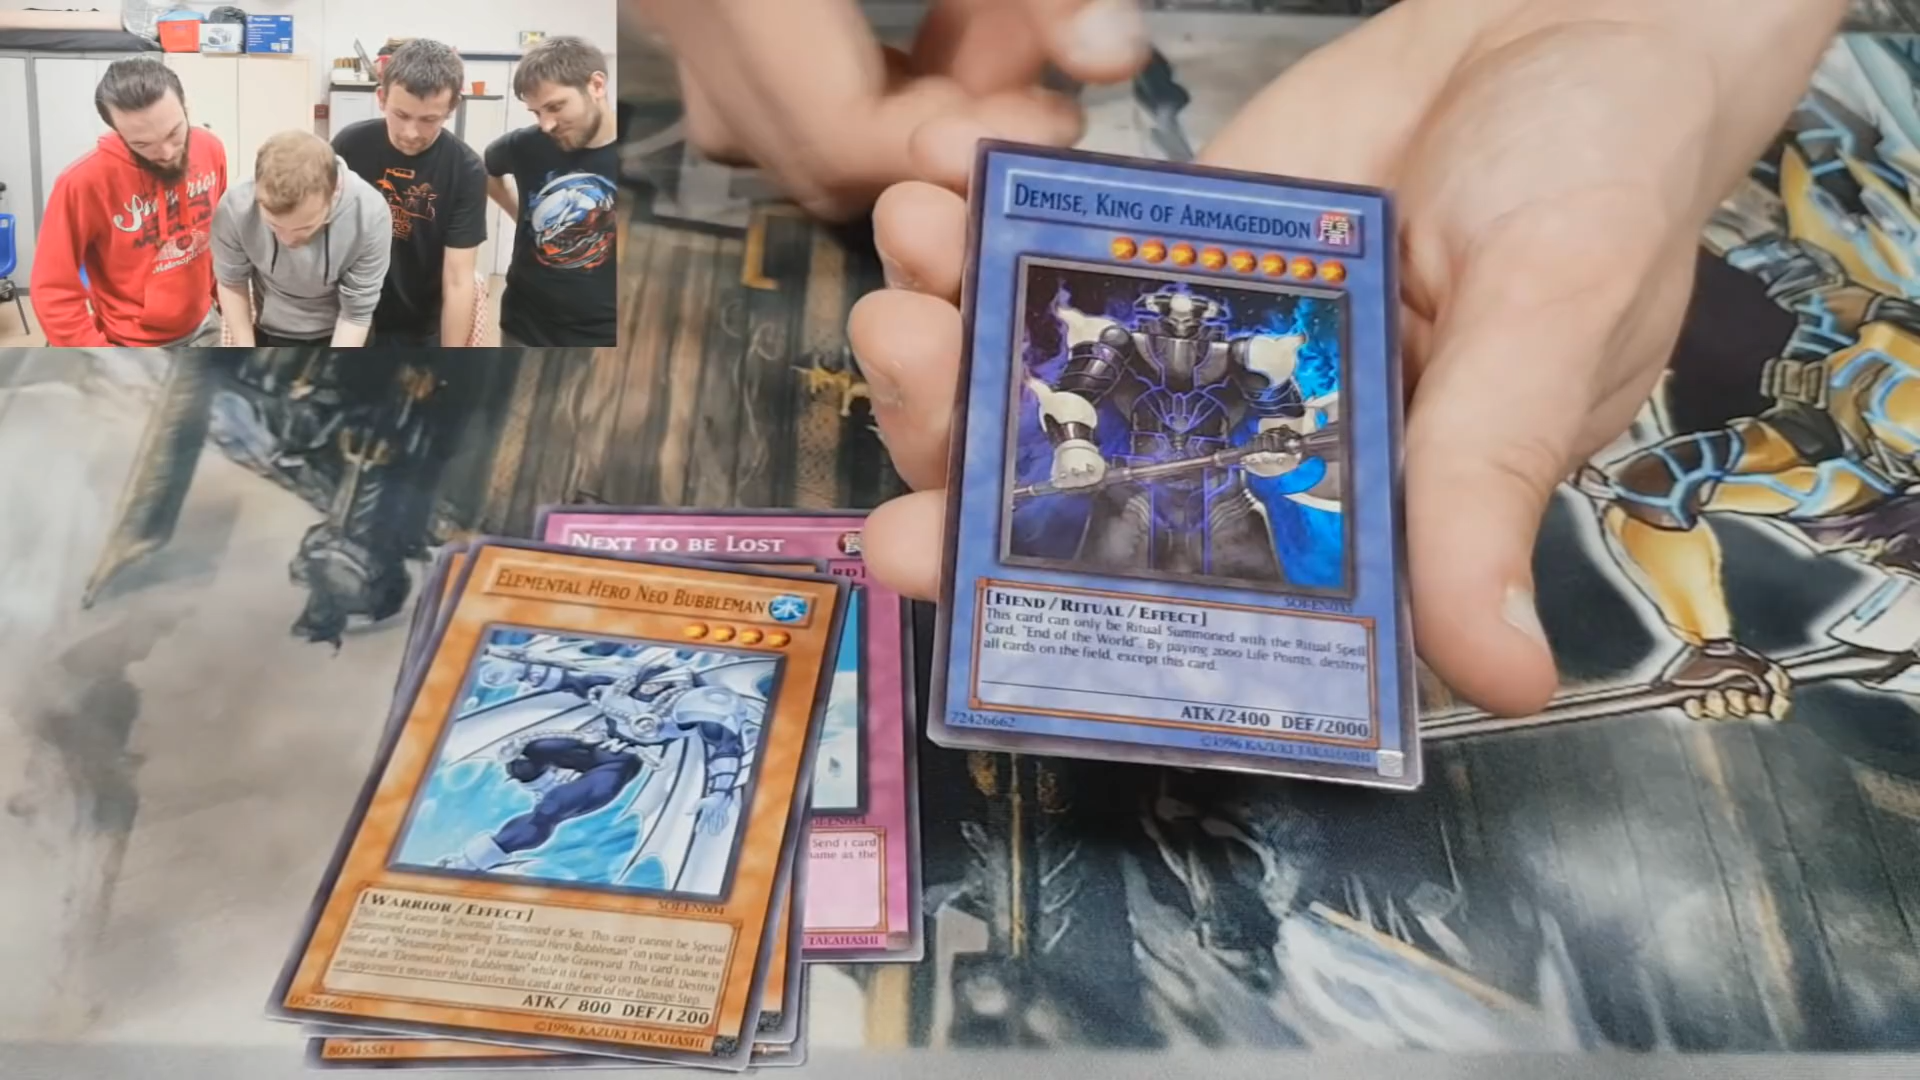 DEMISE, KING OF ARMAGEDDON
SOI-EN035
[FIEND/RITUAL/EFFECT]
This card can only be Ritual Summoned with the Ritual Spell
Card, "End of the World". By paying 2000 Life Points, destroy
all cards on the field, except this card.
ATK/2400 DEF/2000
72426662
©1996 KAZUKI TAKAHASHI
NEXT TO BE LOST
RD]
Send 1 card
name as the
TAKAHASHI
ELEMENTAL HERO NEO BUBBLEMAN
SOI-EN004
[WARRIOR/EFFECT]
This card cannot be Normal Summoned or Set. This card cannot be Special
Summoned except by sending "Elemental Hero Bubbleman" on your side of the
field and "Metamorphosis" in your hand to the Graveyard. This card's name is
treated as "Elemental Hero Bubbleman" while it is face-up on the field. Destroy
an opponent's monster that battles this card at the end of the Damage Step.
ATK/ 800 DEF/1200
05285665
©1996 KAZUKI TAKAHASHI
80045583